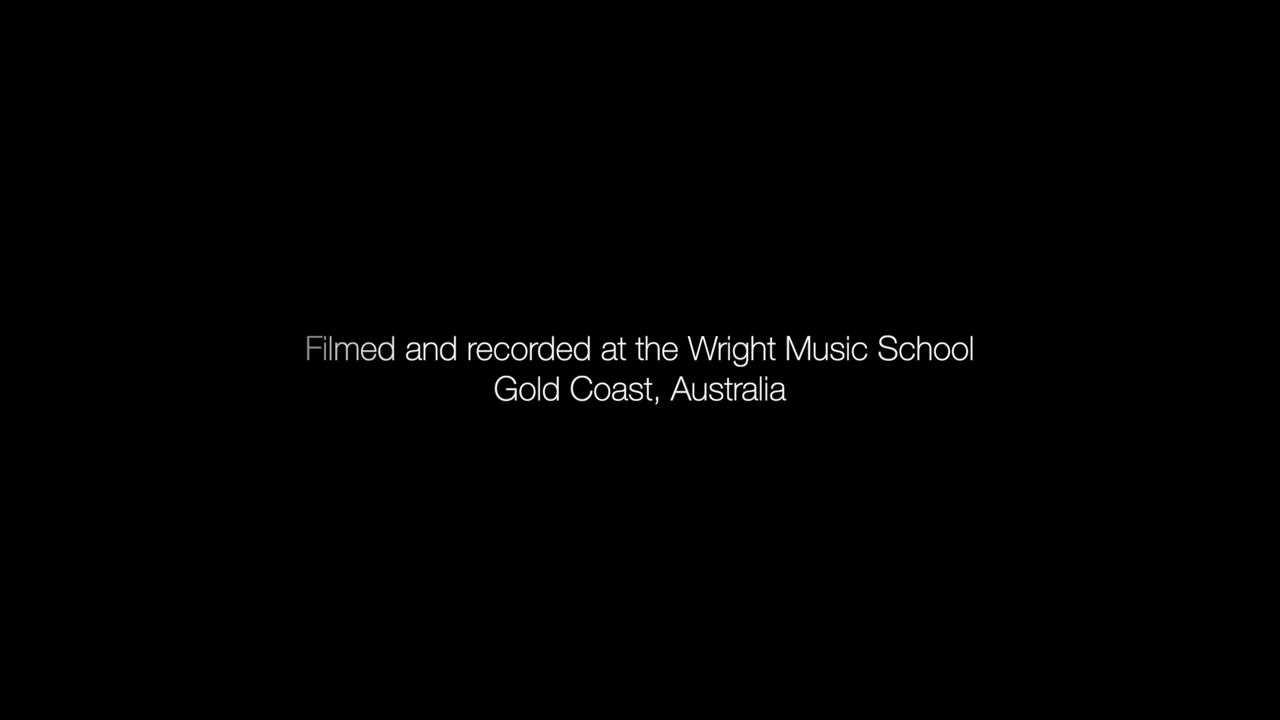 Filmed and recorded at the Wright Music School
Gold Coast, Australia